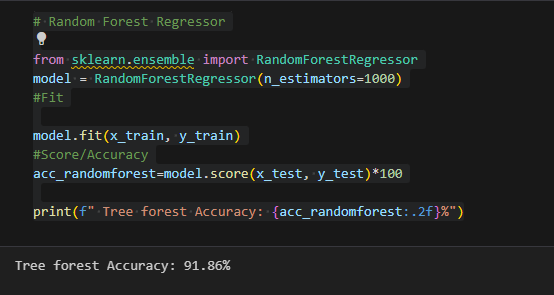 # Random Forest Regressor
from sklearn.ensemble import RandomForestRegressor
model = RandomForestRegressor(n_estimators=1000)
#Fit
model.fit(x_train, y_train)
#Score/Accuracy
acc_randomforest=model.score(x_test, y_test)*100
print(f" Tree forest Accuracy: {acc_randomforest:.2f}%")
Tree forest Accuracy: 91.86%